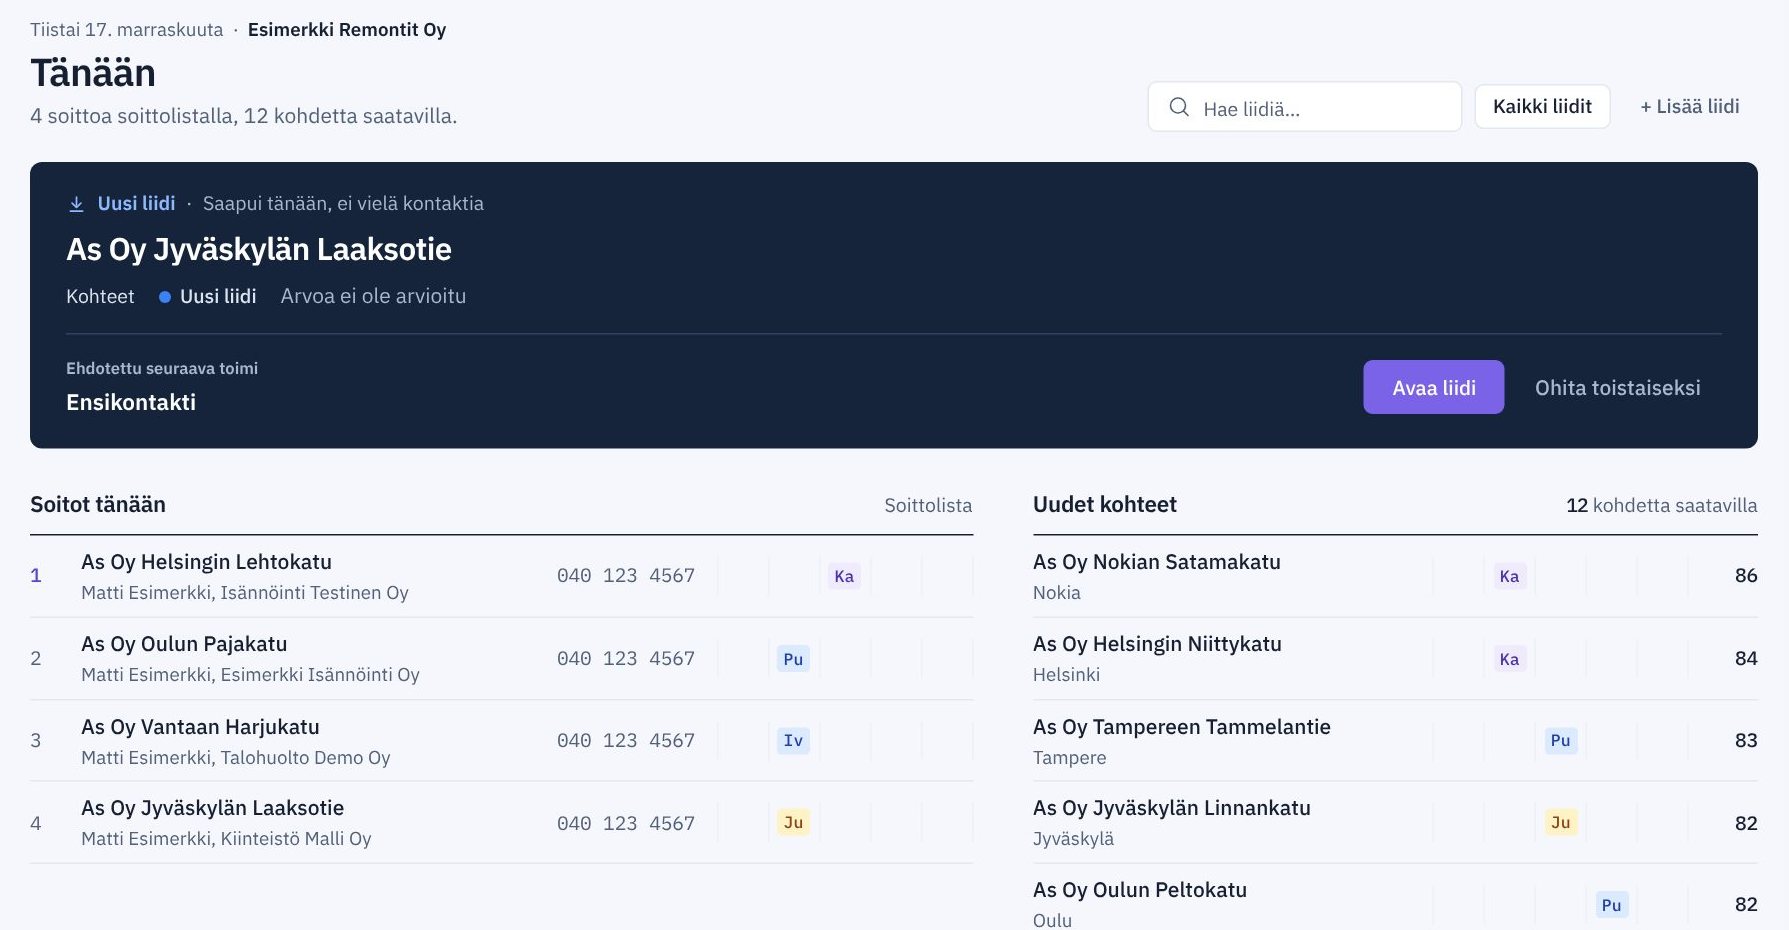 Tiistai 17. marraskuuta · Esimerkki Remontit Oy
Tänään
4 soittoa soittolistalla, 12 kohdetta saatavilla.
Hae liidiä...
Kaikki liidit
+ Lisää liidi
Uusi liidi · Saapui tänään, ei vielä kontaktia
As Oy Jyväskylän Laaksotie
Kohteet Uusi liidi Arvoa ei ole arvioitu
Ehdotettu seuraava toimi
Ensikontakti
Avaa liidi
Ohita toistaiseksi
Soitot tänään Soittolista
1 As Oy Helsingin Lehtokatu 040 123 4567 Ka
Matti Esimerkki, Isännöinti Testinen Oy
2 As Oy Oulun Pajakatu 040 123 4567 Pu
Matti Esimerkki, Esimerkki Isännöinti Oy
3 As Oy Vantaan Harjukatu 040 123 4567 Iv
Matti Esimerkki, Talohuolto Demo Oy
4 As Oy Jyväskylän Laaksotie 040 123 4567 Ju
Matti Esimerkki, Kiinteistö Malli Oy
Uudet kohteet 12 kohdetta saatavilla
As Oy Nokian Satamakatu Ka 86
Nokia
As Oy Helsingin Niittykatu Ka 84
Helsinki
As Oy Tampereen Tammelantie Pu 83
Tampere
As Oy Jyväskylän Linnankatu Ju 82
Jyväskylä
As Oy Oulun Peltokatu Pu 82
Oulu